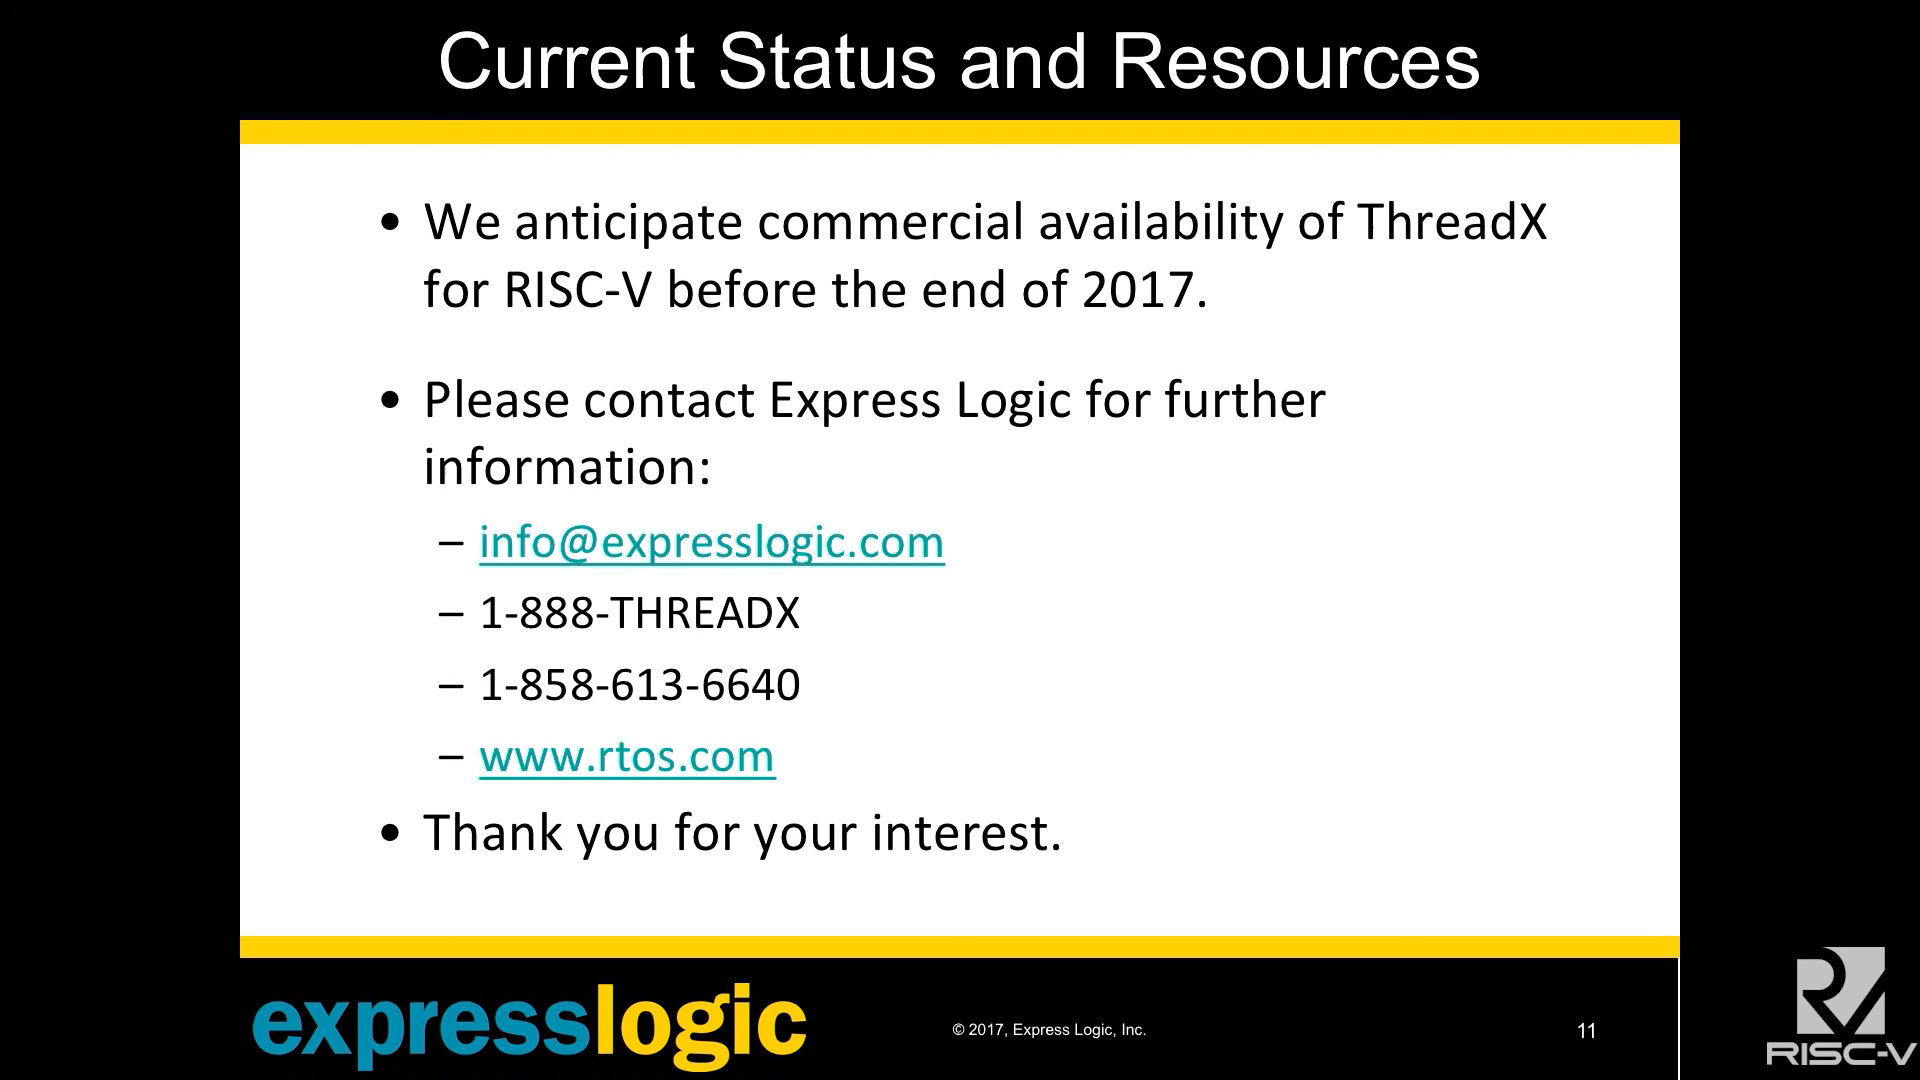 Current Status and Resources
• We anticipate commercial availability of ThreadX
for RISC-V before the end of 2017.
• Please contact Express Logic for further
information:
– info@expresslogic.com
– 1-888-THREADX
– 1-858-613-6640
– www.rtos.com
• Thank you for your interest.
expresslogic
© 2017, Express Logic, Inc.
11
RISC-V